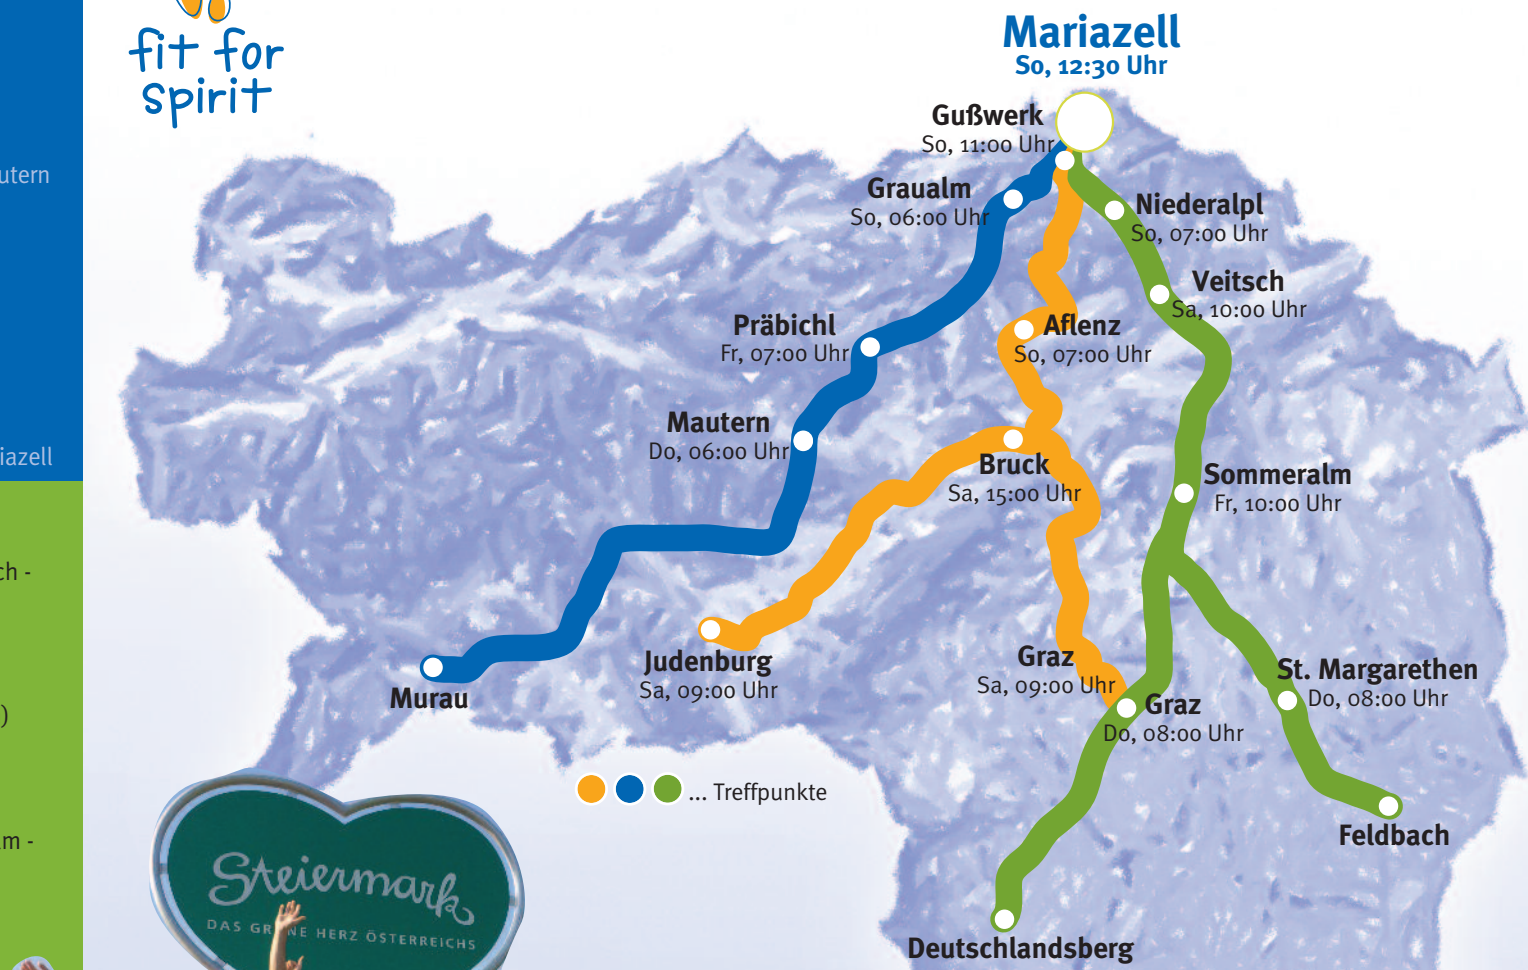 fit for
spirit
utern
iazell
ch -
)
m -
Mariazell
So, 12:30 Uhr
Gußwerk
So, 11:00 Uhr
Graualm
So, 06:00 Uhr
Niederalpl
So, 07:00 Uhr
Veitsch
Sa, 10:00 Uhr
Präbichl
Fr, 07:00 Uhr
Aflenz
So, 07:00 Uhr
Mautern
Do, 06:00 Uhr
Bruck
Sa, 15:00 Uhr
Sommeralm
Fr, 10:00 Uhr
Judenburg
Sa, 09:00 Uhr
Graz
Sa, 09:00 Uhr
St. Margarethen
Do, 08:00 Uhr
Murau
Graz
Do, 08:00 Uhr
... Treffpunkte
Feldbach
Deutschlandsberg
Steiermark
DAS GRÜNE HERZ ÖSTERREICHS